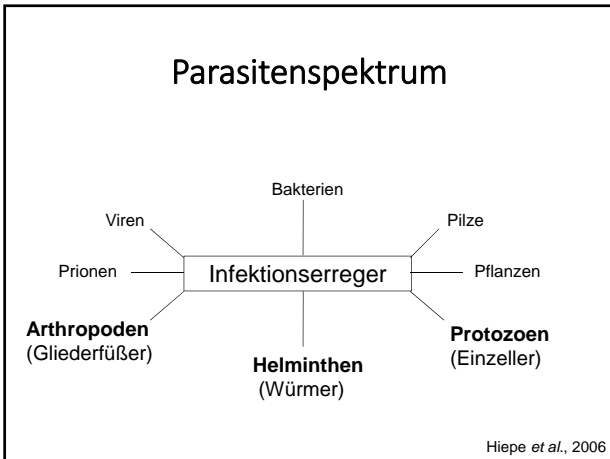 Parasitenspektrum
Bakterien
Viren
Pilze
Prionen
Infektionserreger
Pflanzen
Arthropoden
(Gliederfüßer)
Helminthen
(Würmer)
Protozoen
(Einzeller)
Hiepe et al., 2006